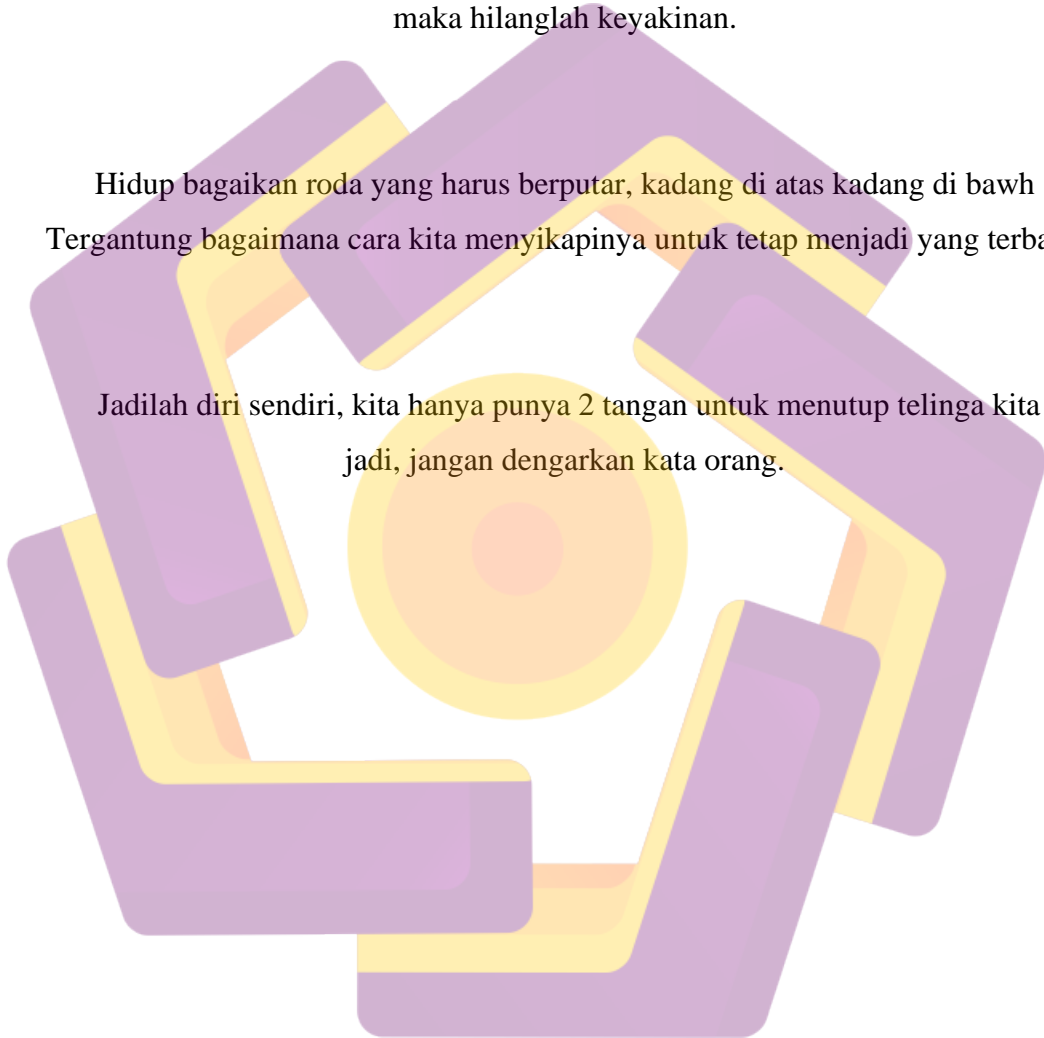 maka hilanglah keyakinan.
Hidup bagaikan roda yang harus berputar, kadang di atas kadang di bawh
Tergantung bagaimana cara kita menyikapinya untuk tetap menjadi yang
Jadilah diri sendiri, kita hanya punya 2 tangan untuk menutup telinga kita
jadi, jangan dengarkan kata orang.